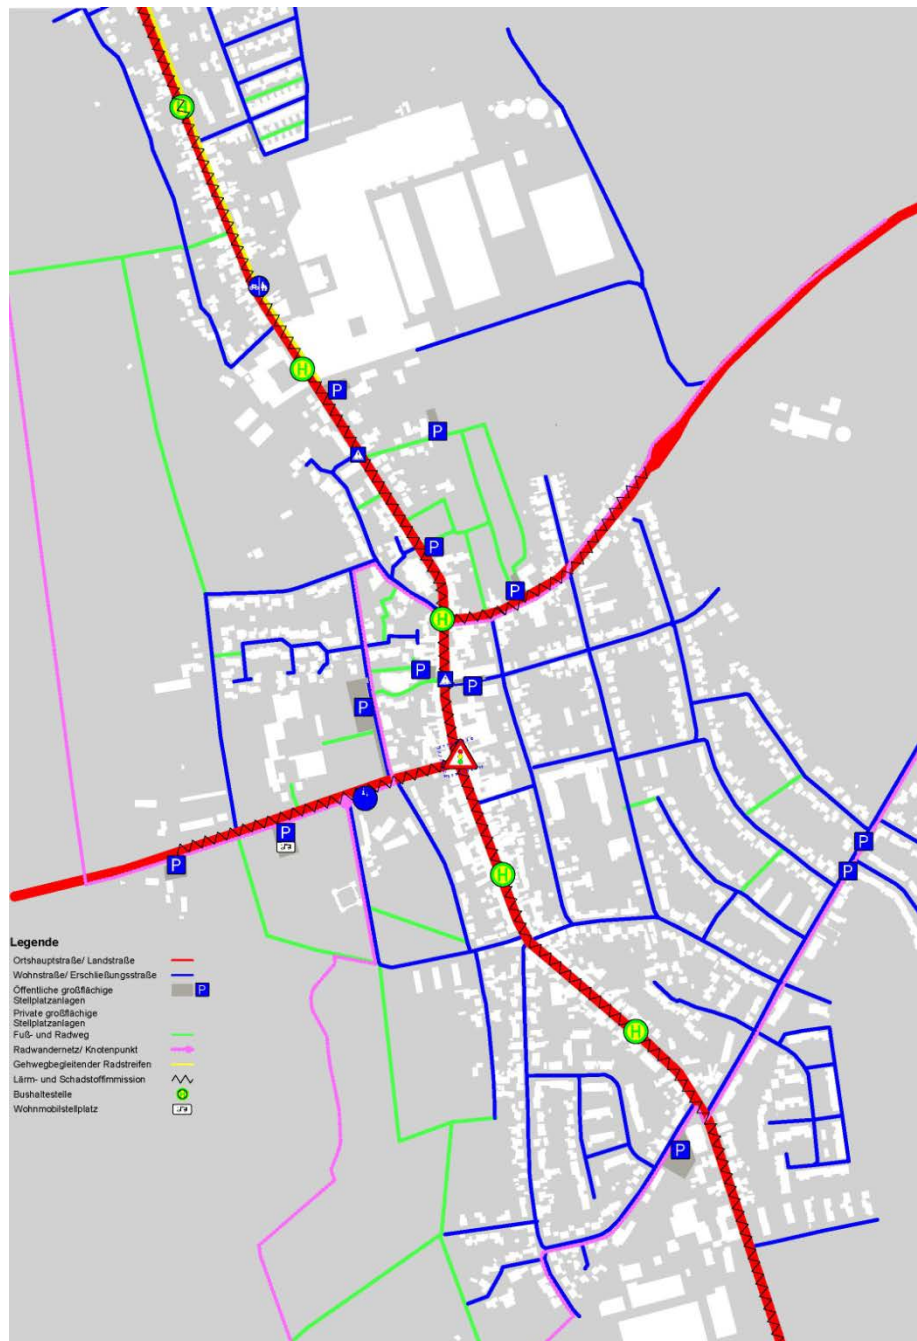 H
H
P
P
P
P
H
P
P
P
P
P
P
P
H
P
Legende
Ortshauptstraße/ Landstraße
Wohnstraße/ Erschließungsstraße
Öffentliche großflächige
Stellplatzanlagen
P
Private großflächige
Stellplatzanlagen
Fuß- und Radweg
Radwandernetz/ Knotenpunkt
Gehwegbegleitender Radstreifen
Lärm- und Schadstoffimmission
Bushaltestelle
Wohnmobilstellplatz
H
P